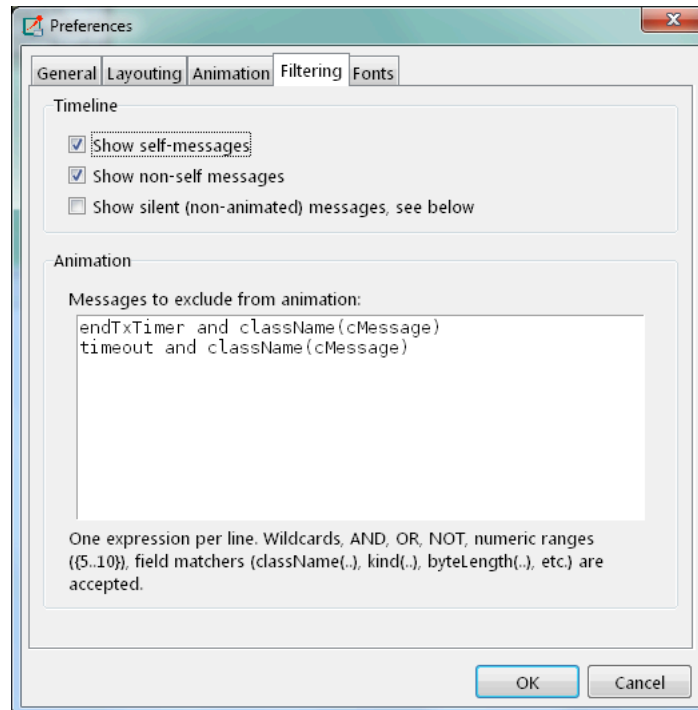 Preferences
General Layouting Animation Filtering Fonts
Timeline
Show self-messages
Show non-self messages
Show silent (non-animated) messages, see below
Animation
Messages to exclude from animation:
endTxTimer and className(cMessage)
timeout and className(cMessage)
One expression per line. Wildcards, AND, OR, NOT, numeric ranges
({5..10}), field matchers (className(..), kind(..), byteLength(..), etc.) are
accepted.
OK Cancel